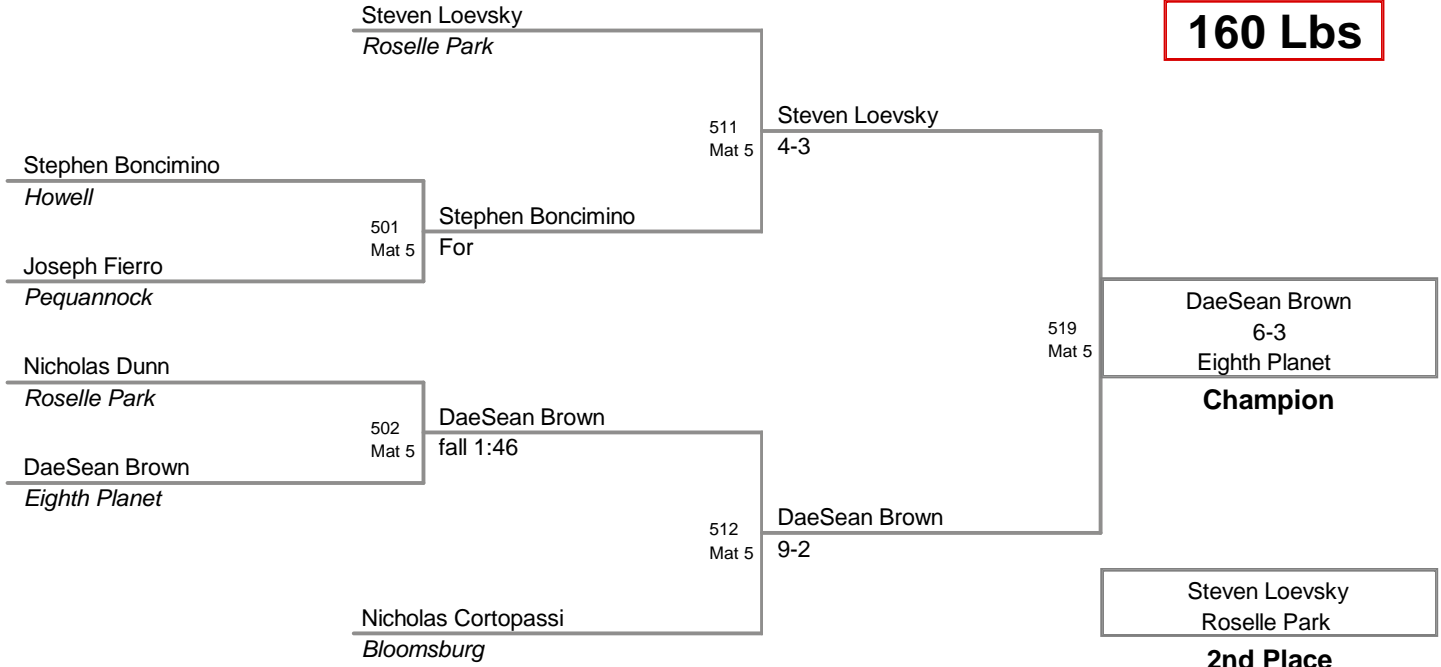 Steven Loevsky
Roselle Park
160 Lbs
511
Mat 5
Steven Loevsky
4-3
Stephen Boncimino
Howell
501
Mat 5
Stephen Boncimino
For
Joseph Fierro
Pequannock
519
Mat 5
DaeSean Brown
6-3
Eighth Planet
Champion
Nicholas Dunn
Roselle Park
502
Mat 5
DaeSean Brown
fall 1:46
DaeSean Brown
Eighth Planet
512
Mat 5
DaeSean Brown
9-2
Nicholas Cortopassi
Bloomsburg
Steven Loevsky
Roselle Park
2nd Place